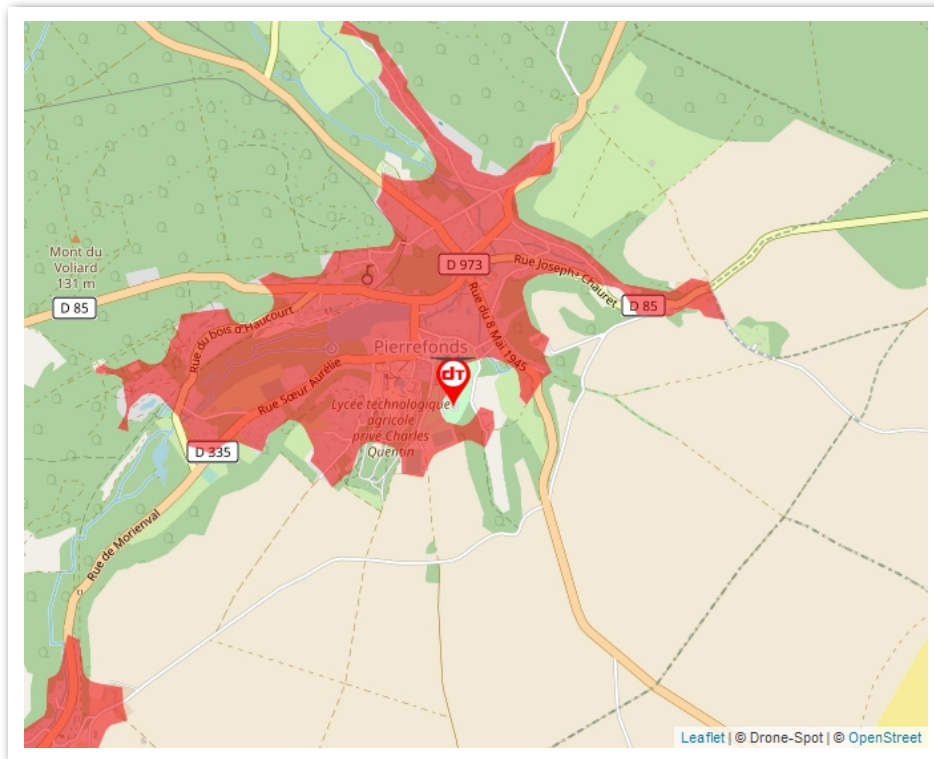 Mont du
Voliard
131 m
D 85
D 973
Rue Joseph Chauret
D 85
Rue du bois d'Haucourt
Rue du 8 Mai 1945
Pierrefonds
Rue Sœur Aurélie
dT
Lycée technologique
agricole
privé Charles
Quentin
D 335
Rue de Morienval
Leaflet | © Drone-Spot | © OpenStreet